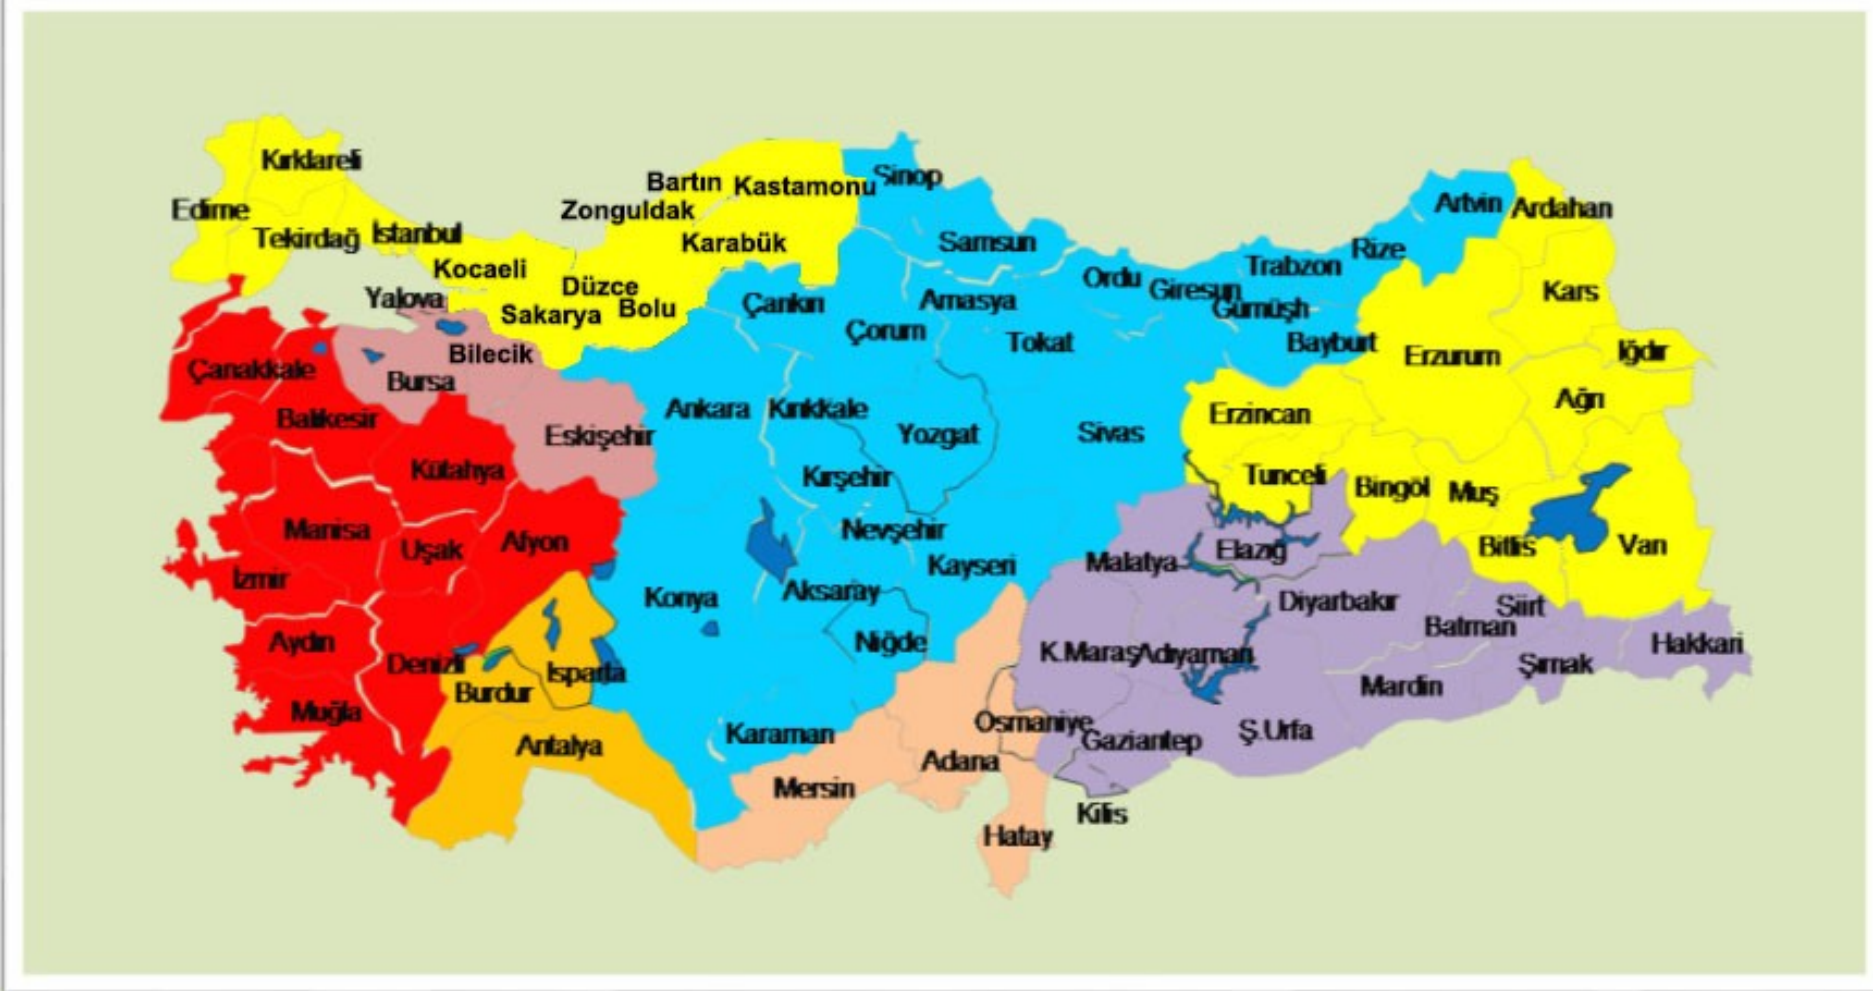 Kırklareli
Edirne
Tekirdağ
İstanbul
Kocaeli
Yalova
Sakarya
Düzce
Bolu
Zonguldak
Bartın
Kastamonu
Karabük
Sinop
Samsun
Çankırı
Amasya
Çorum
Tokat
Ordu
Giresun
Trabzon
Gümüşh
Rize
Artvin
Ardahan
Kars
Bayburt
Erzurum
Iğdır
Ağrı
Çanakkale
Bursa
Bilecik
Balıkesir
Kütahya
Eskişehir
Ankara
Kırıkkale
Yozgat
Sivas
Erzincan
Tunceli
Bingöl
Muş
Bitlis
Van
Manisa
Uşak
Afyon
Kırşehir
Nevşehir
Kayseri
Malatya
Elazığ
İzmir
Konya
Aksaray
Niğde
Diyarbakır
Siirt
Batman
Hakkari
Aydın
Denizli
Isparta
Burdur
K.Maraş
Adıyaman
Şırnak
Mardin
Muğla
Antalya
Karaman
Osmaniye
Gaziantep
Ş.Urfa
Mersin
Adana
Kilis
Hatay